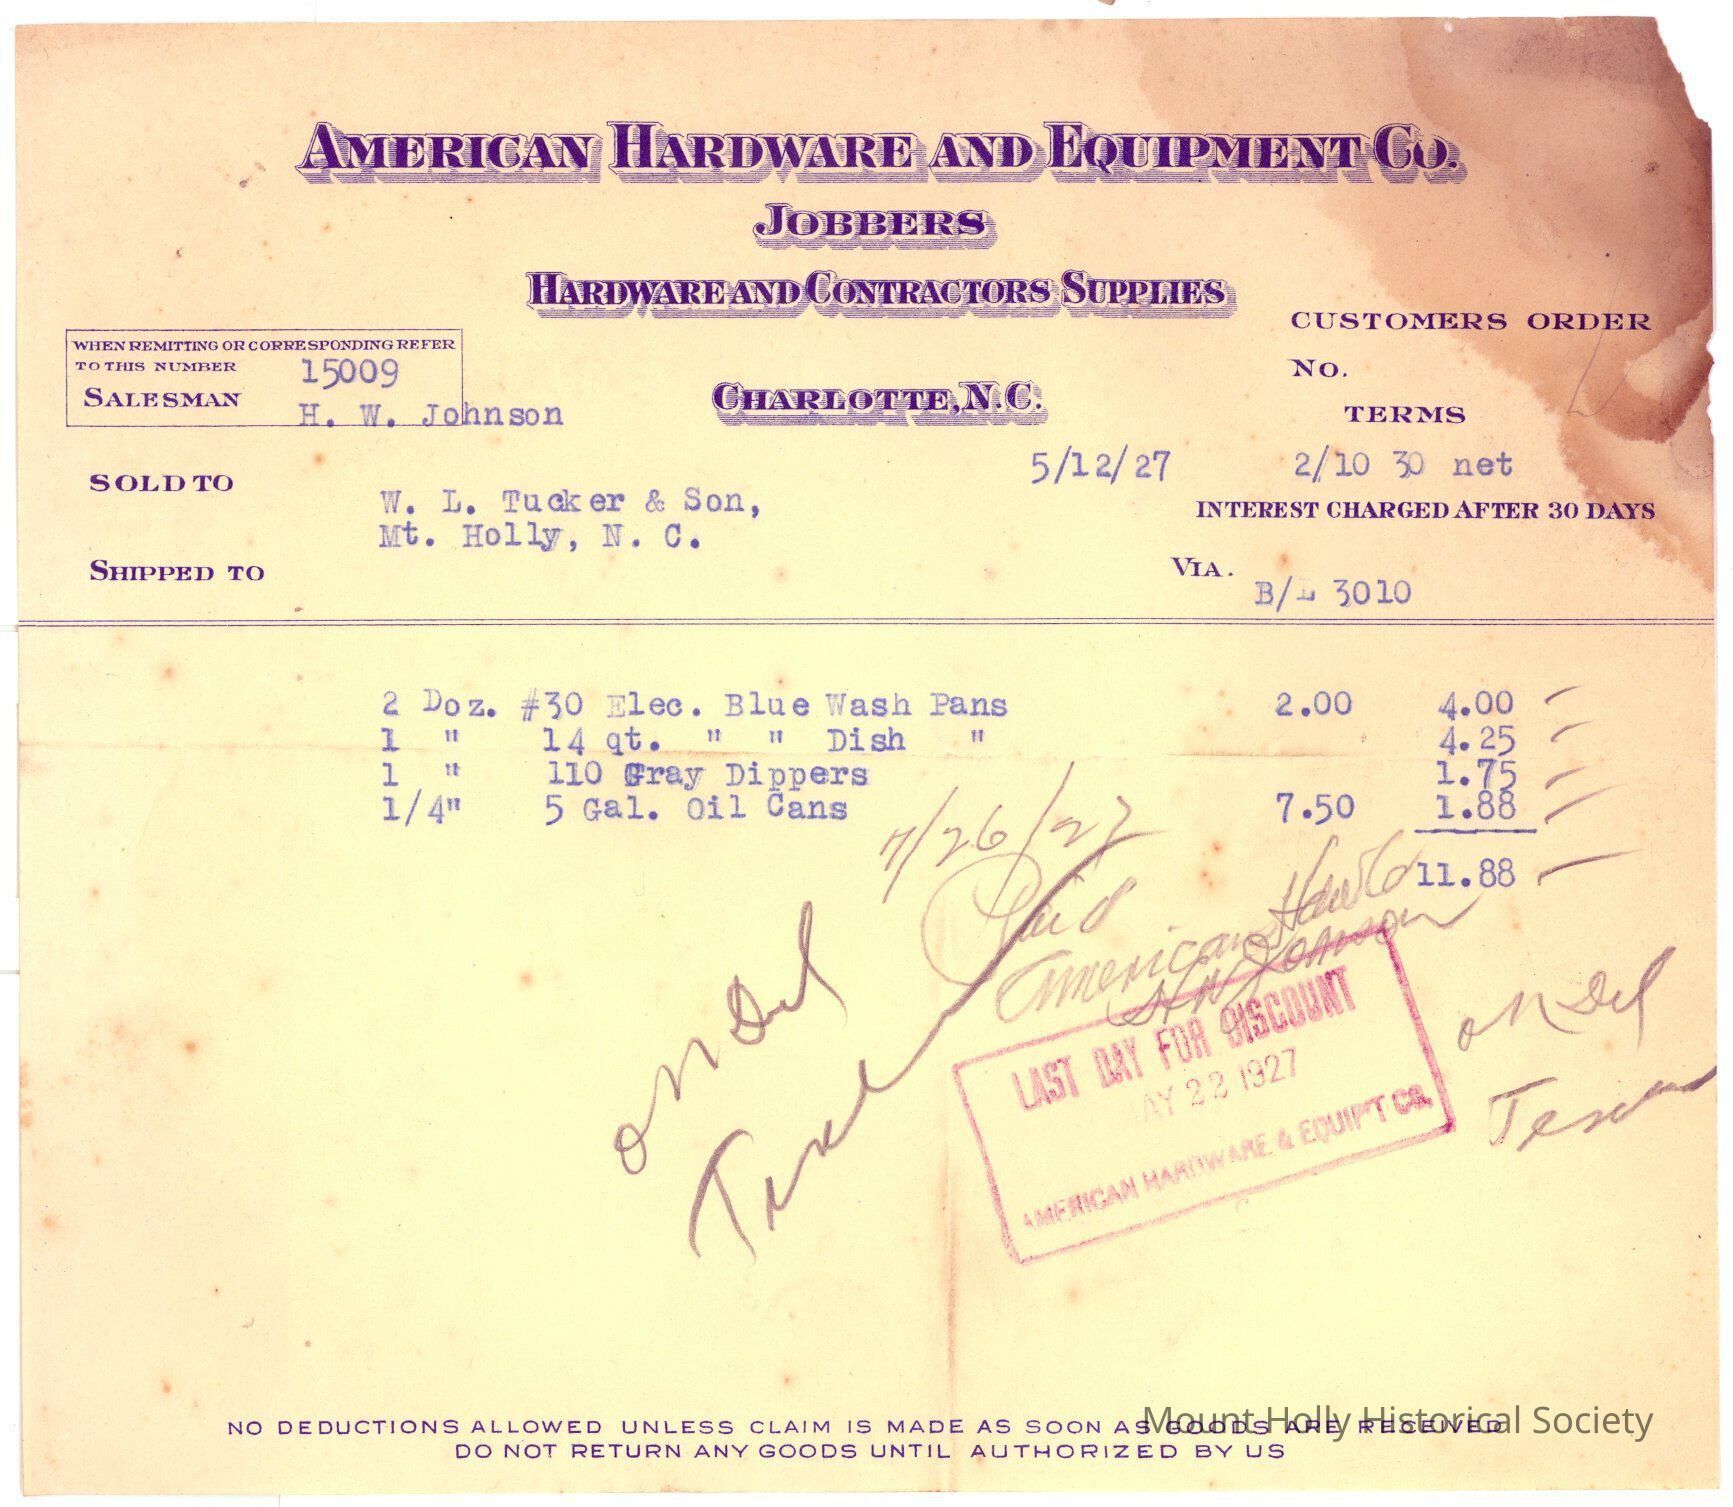 AMERICAN HARDWARE AND EQUIPMENT CO.
JOBBERS
HARDWARE AND CONTRACTORS SUPPLIES
CHARLOTTE, N.C.
WHEN REMITTING OR CORRESPONDING REFER
TO THIS NUMBER 15009
SALESMAN H. W. Johnson
CUSTOMERS ORDER
No.
TERMS
5/12/27 2/10 30 net
INTEREST CHARGED AFTER 30 DAYS
SOLD TO W. L. Tucker & Son,
Mt. Holly, N. C.
SHIPPED TO
VIA. B/L 3010
2 Doz. #30 Elec. Blue Wash Pans 2.00 4.00
1 " 14 qt. " " Dish " 4.25
1 " 110 Gray Dippers 1.75
1/4" 5 Gal. Oil Cans 7.50 1.88
11.88
7/26/27
Paid
American
LAST DAY FOR DISCOUNT
AY 22 1927
AMERICAN HARDWARE & EQUIP'T CO.
NO DEDUCTIONS ALLOWED UNLESS CLAIM IS MADE AS SOON AS GOODS ARE RECEIVED
DO NOT RETURN ANY GOODS UNTIL AUTHORIZED BY US
Mount Holly Historical Society